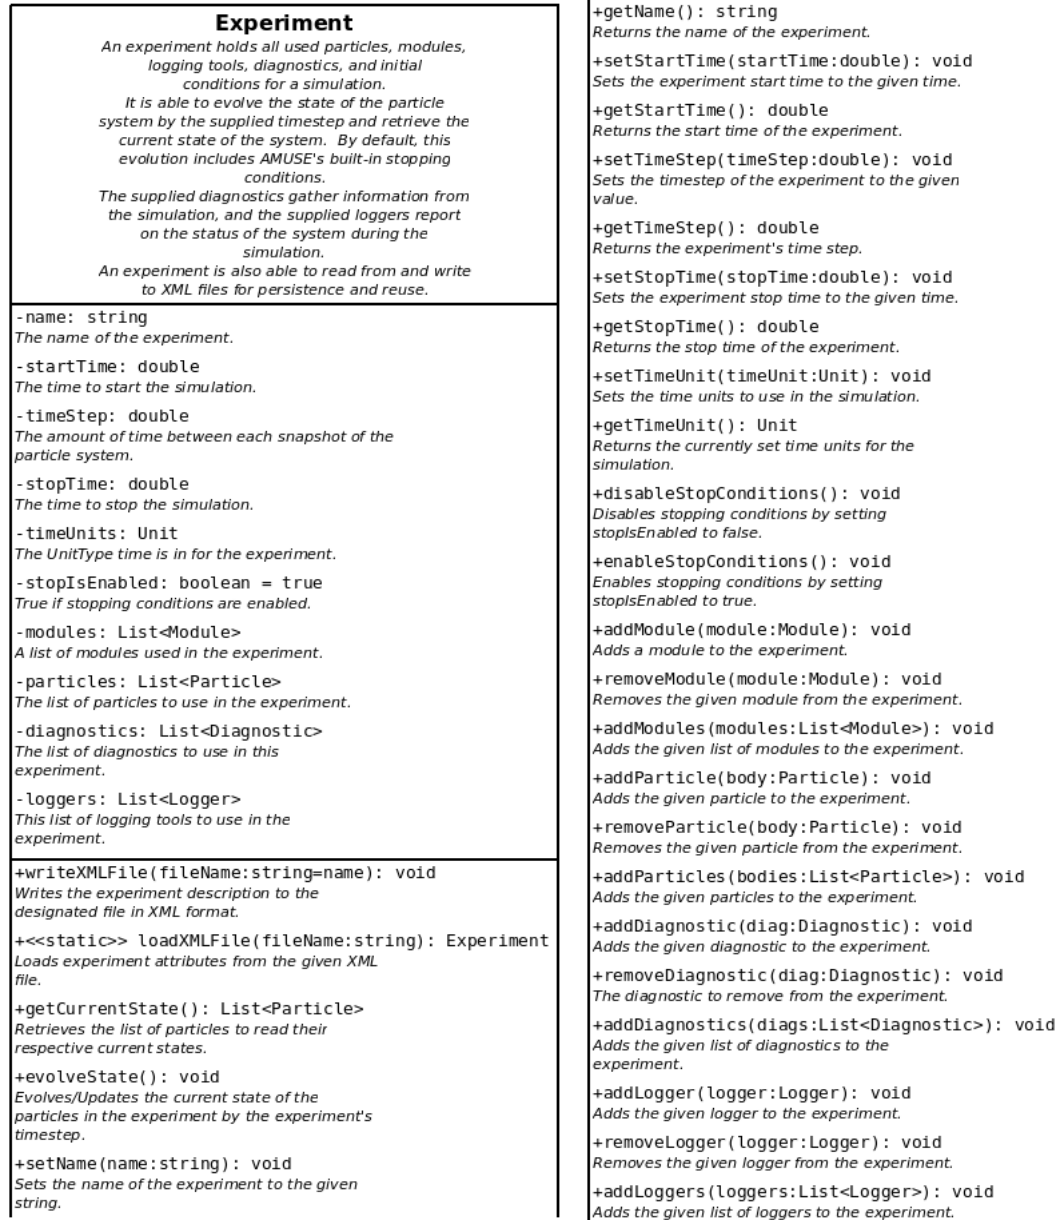 Experiment
An experiment holds all used particles, modules,
logging tools, diagnostics, and initial
conditions for a simulation.
It is able to evolve the state of the particle
system by the supplied timestep and retrieve the
current state of the system. By default, this
evolution includes AMUSE's built-in stopping
conditions.
The supplied diagnostics gather information from
the simulation, and the supplied loggers report
on the status of the system during the
simulation.
An experiment is also able to read from and write
to XML files for persistence and reuse.
-name: string
The name of the experiment.
-startTime: double
The time to start the simulation.
-timeStep: double
The amount of time between each snapshot of the
particle system.
-stopTime: double
The time to stop the simulation.
-timeUnits: Unit
The UnitType time is in for the experiment.
-stopIsEnabled: boolean = true
True if stopping conditions are enabled.
-modules: List<Module>
A list of modules used in the experiment.
-particles: List<Particle>
The list of particles to use in the experiment.
-diagnostics: List<Diagnostic>
The list of diagnostics to use in this
experiment.
-loggers: List<Logger>
This list of logging tools to use in the
experiment.
+writeXMLFile(fileName:string=name): void
Writes the experiment description to the
designated file in XML format.
+<<static>> loadXMLFile(fileName:string): Experiment
Loads experiment attributes from the given XML
file.
+getCurrentState(): List<Particle>
Retrieves the list of particles to read their
respective current states.
+evolveState(): void
Evolves/Updates the current state of the
particles in the experiment by the experiment's
timestep.
+setName(name:string): void
Sets the name of the experiment to the given
string.
+getName(): string
Returns the name of the experiment.
+setStartTime(startTime:double): void
Sets the experiment start time to the given time.
+getStartTime(): double
Returns the start time of the experiment.
+setTimeStep(timeStep:double): void
Sets the timestep of the experiment to the given
value.
+getTimeStep(): double
Returns the experiment's time step.
+setStopTime(stopTime:double): void
Sets the experiment stop time to the given time.
+getStopTime(): double
Returns the stop time of the experiment.
+setTimeUnit(timeUnit:Unit): void
Sets the time units to use in the simulation.
+getTimeUnit(): Unit
Returns the currently set time units for the
simulation.
+disableStopConditions(): void
Disables stopping conditions by setting
stopIsEnabled to false.
+enableStopConditions(): void
Enables stopping conditions by setting
stopIsEnabled to true.
+addModule(module:Module): void
Adds a module to the experiment.
+removeModule(module:Module): void
Removes the given module from the experiment.
+addModules(modules:List<Module>): void
Adds the given list of modules to the experiment.
+addParticle(body:Particle): void
Adds the given particle to the experiment.
+removeParticle(body:Particle): void
Removes the given particle from the experiment.
+addParticles(bodies:List<Particle>): void
Adds the given particles to the experiment.
+addDiagnostic(diag:Diagnostic): void
Adds the given diagnostic to the experiment.
+removeDiagnostic(diag:Diagnostic): void
The diagnostic to remove from the experiment.
+addDiagnostics(diags:List<Diagnostic>): void
Adds the given list of diagnostics to the
experiment.
+addLogger(logger:Logger): void
Adds the given logger to the experiment.
+removeLogger(logger:Logger): void
Removes the given logger from the experiment.
+addLoggers(loggers:List<Logger>): void
Adds the given list of loggers to the experiment.